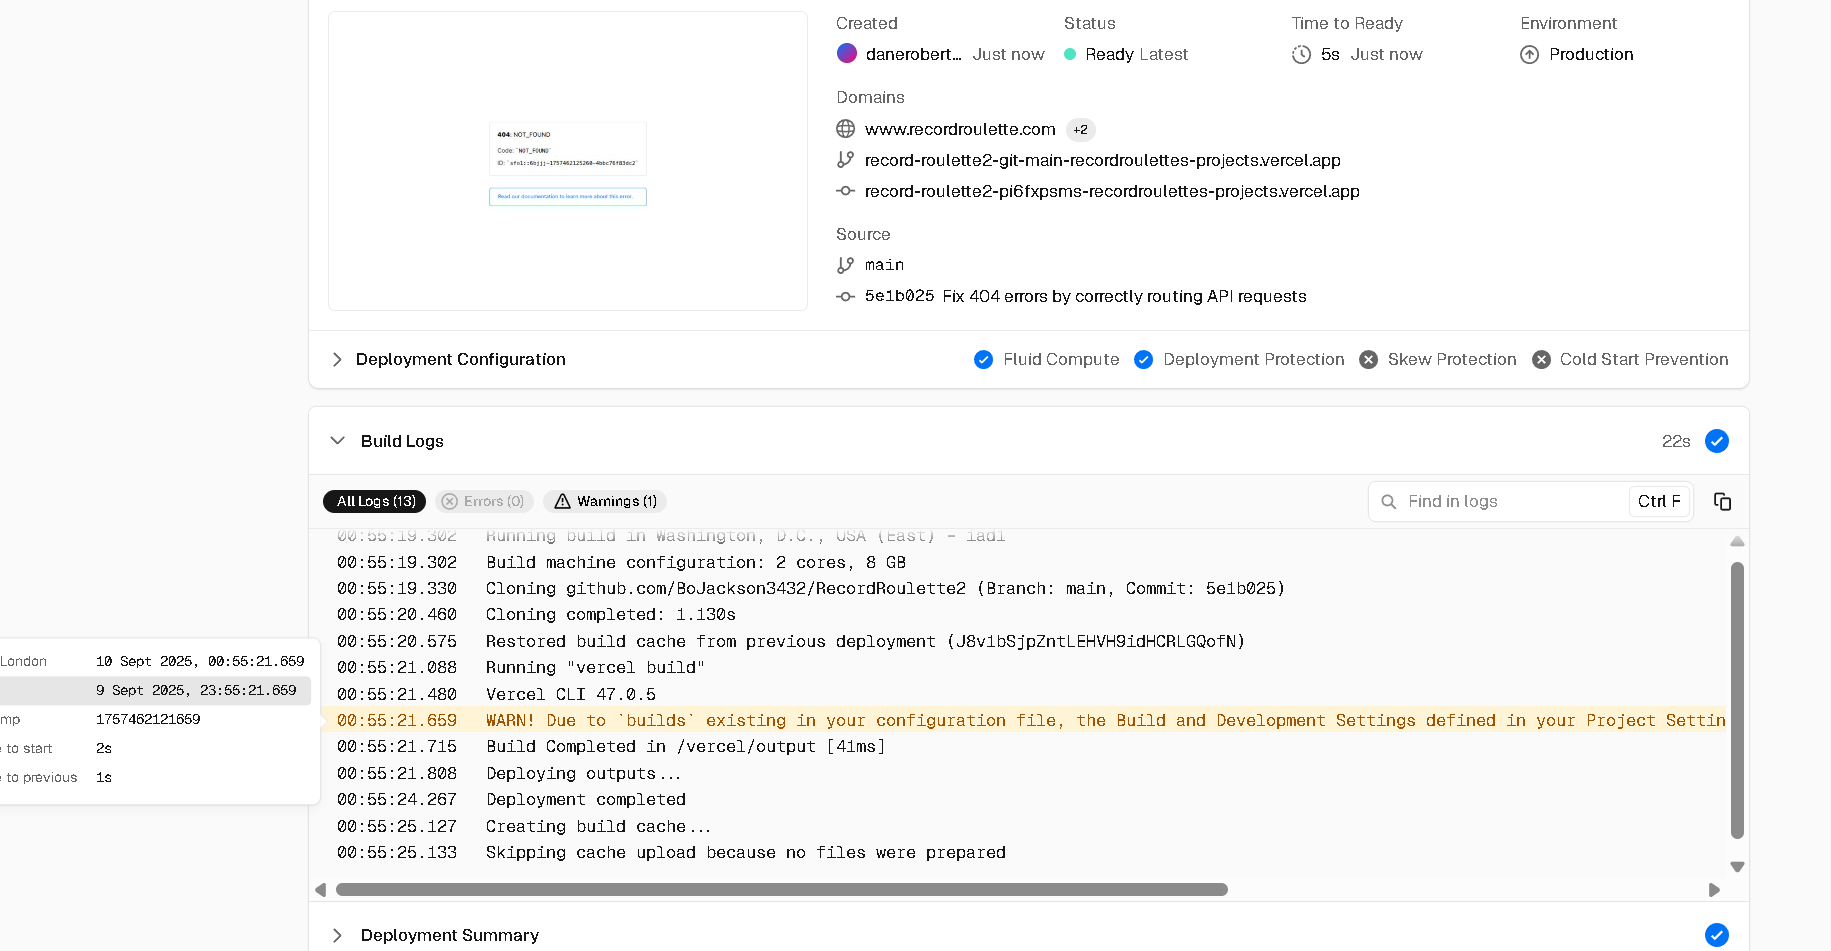 Created
danerobert... Just now
Status
Ready Latest
Time to Ready
5s Just now
Environment
Production
404: NOT_FOUND
Code: `NOT_FOUND`
ID: `sfo1::6bjjj-1757462125260-4bbc76f83dc2`
Read our documentation to learn more about this error.
Domains
www.recordroulette.com +2
record-roulette2-git-main-recordroulettes-projects.vercel.app
record-roulette2-pi6fxpsms-recordroulettes-projects.vercel.app
Source
main
5e1b025 Fix 404 errors by correctly routing API requests
Deployment Configuration
Fluid Compute Deployment Protection Skew Protection Cold Start Prevention
Build Logs
22s
All Logs (13) Errors (0) Warnings (1)
Find in logs Ctrl F
00:55:19.302 Running build in Washington, D.C., USA (East) – iad1
00:55:19.302 Build machine configuration: 2 cores, 8 GB
00:55:19.330 Cloning github.com/BoJackson3432/RecordRoulette2 (Branch: main, Commit: 5e1b025)
00:55:20.460 Cloning completed: 1.130s
00:55:20.575 Restored build cache from previous deployment (J8v1bSjpZntLEHVH9idHCRLGQofN)
00:55:21.088 Running "vercel build"
00:55:21.480 Vercel CLI 47.0.5
00:55:21.659 WARN! Due to `builds` existing in your configuration file, the Build and Development Settings defined in your Project Settin
00:55:21.715 Build Completed in /vercel/output [41ms]
00:55:21.808 Deploying outputs...
00:55:24.267 Deployment completed
00:55:25.127 Creating build cache...
00:55:25.133 Skipping cache upload because no files were prepared
London 10 Sept 2025, 00:55:21.659
9 Sept 2025, 23:55:21.659
mp 1757462121659
e to start 2s
e to previous 1s
Deployment Summary